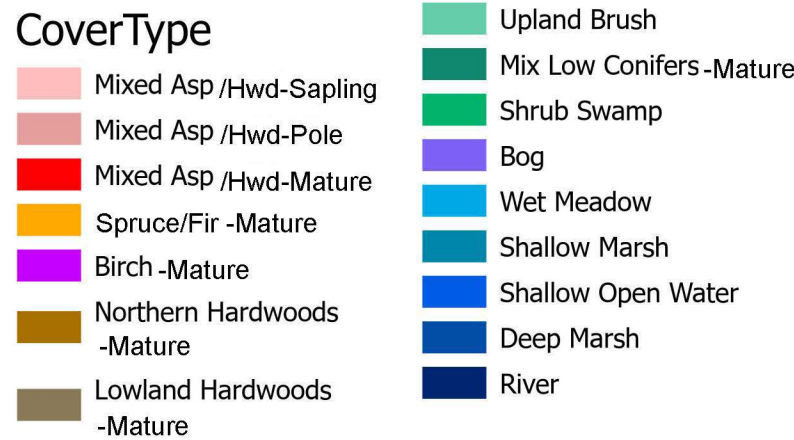 CoverType
Mixed Asp /Hwd-Sapling
Mixed Asp /Hwd-Pole
Mixed Asp /Hwd-Mature
Spruce/Fir -Mature
Birch -Mature
Northern Hardwoods
-Mature
Lowland Hardwoods
-Mature
Upland Brush
Mix Low Conifers -Mature
Shrub Swamp
Bog
Wet Meadow
Shallow Marsh
Shallow Open Water
Deep Marsh
River